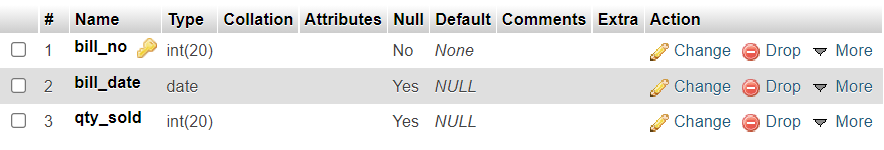 # Name Type Collation Attributes Null Default Comments Extra Action
1 bill_no int(20) No None Change Drop More
2 bill_date date Yes NULL Change Drop More
3 qty_sold int(20) Yes NULL Change Drop More